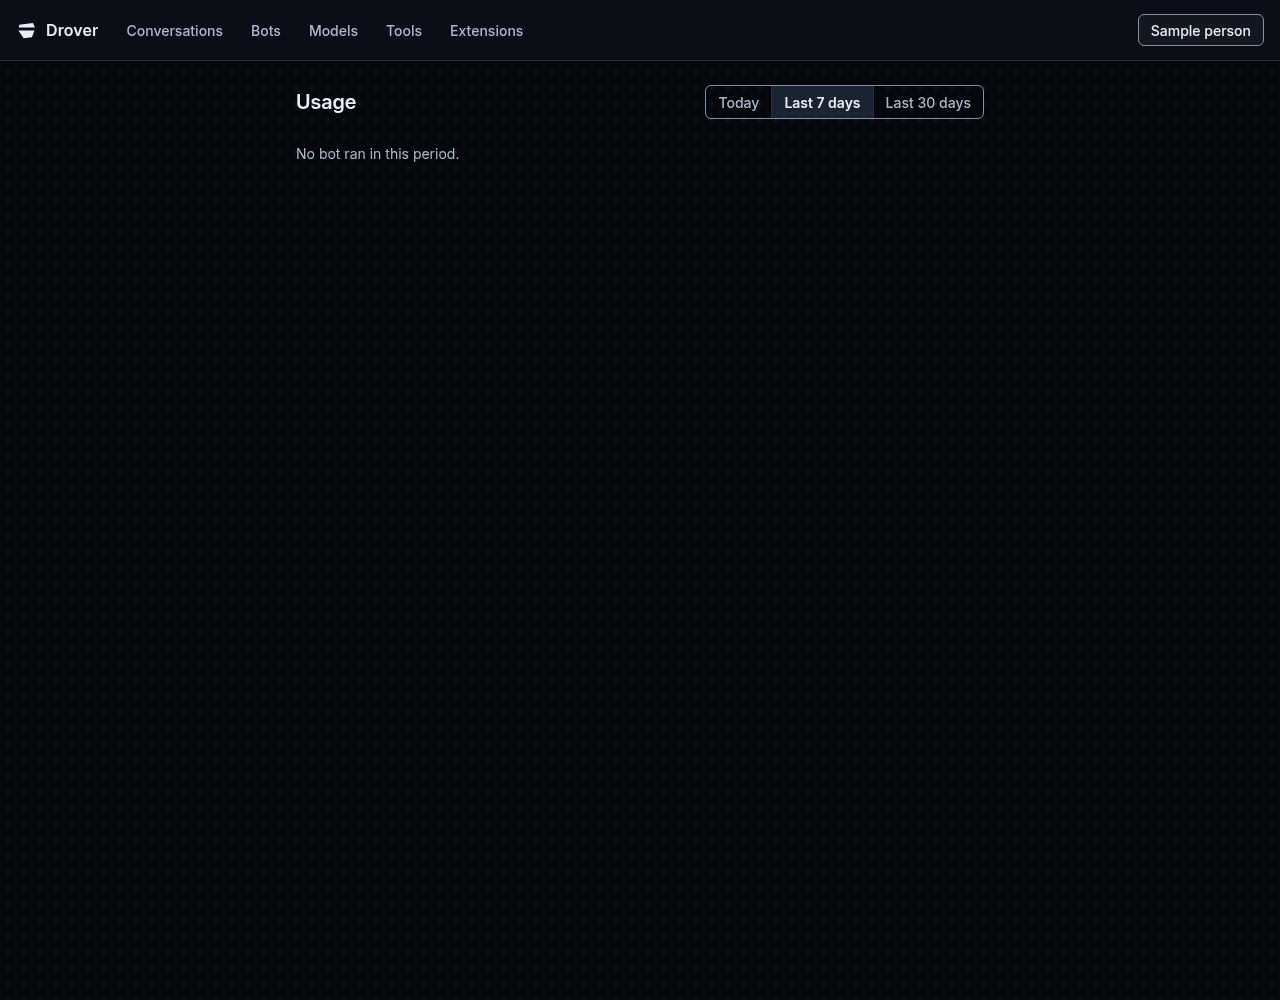 Drover Conversations Bots Models Tools Extensions Sample person
Usage Today Last 7 days Last 30 days
No bot ran in this period.